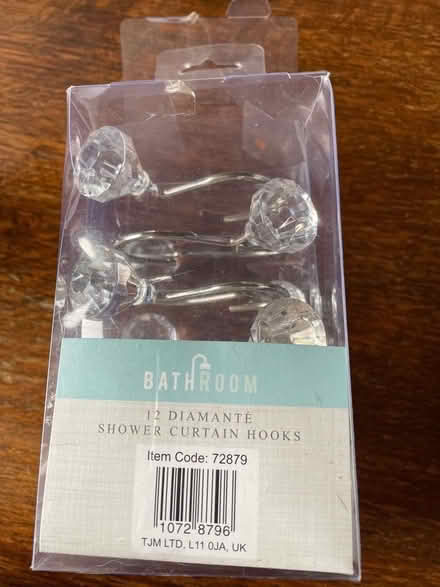 BATHROOM
12 DIAMANTÉ
SHOWER CURTAIN HOOKS
Item Code: 72879
1072 8796
TJM LTD, L11 0JA, UK